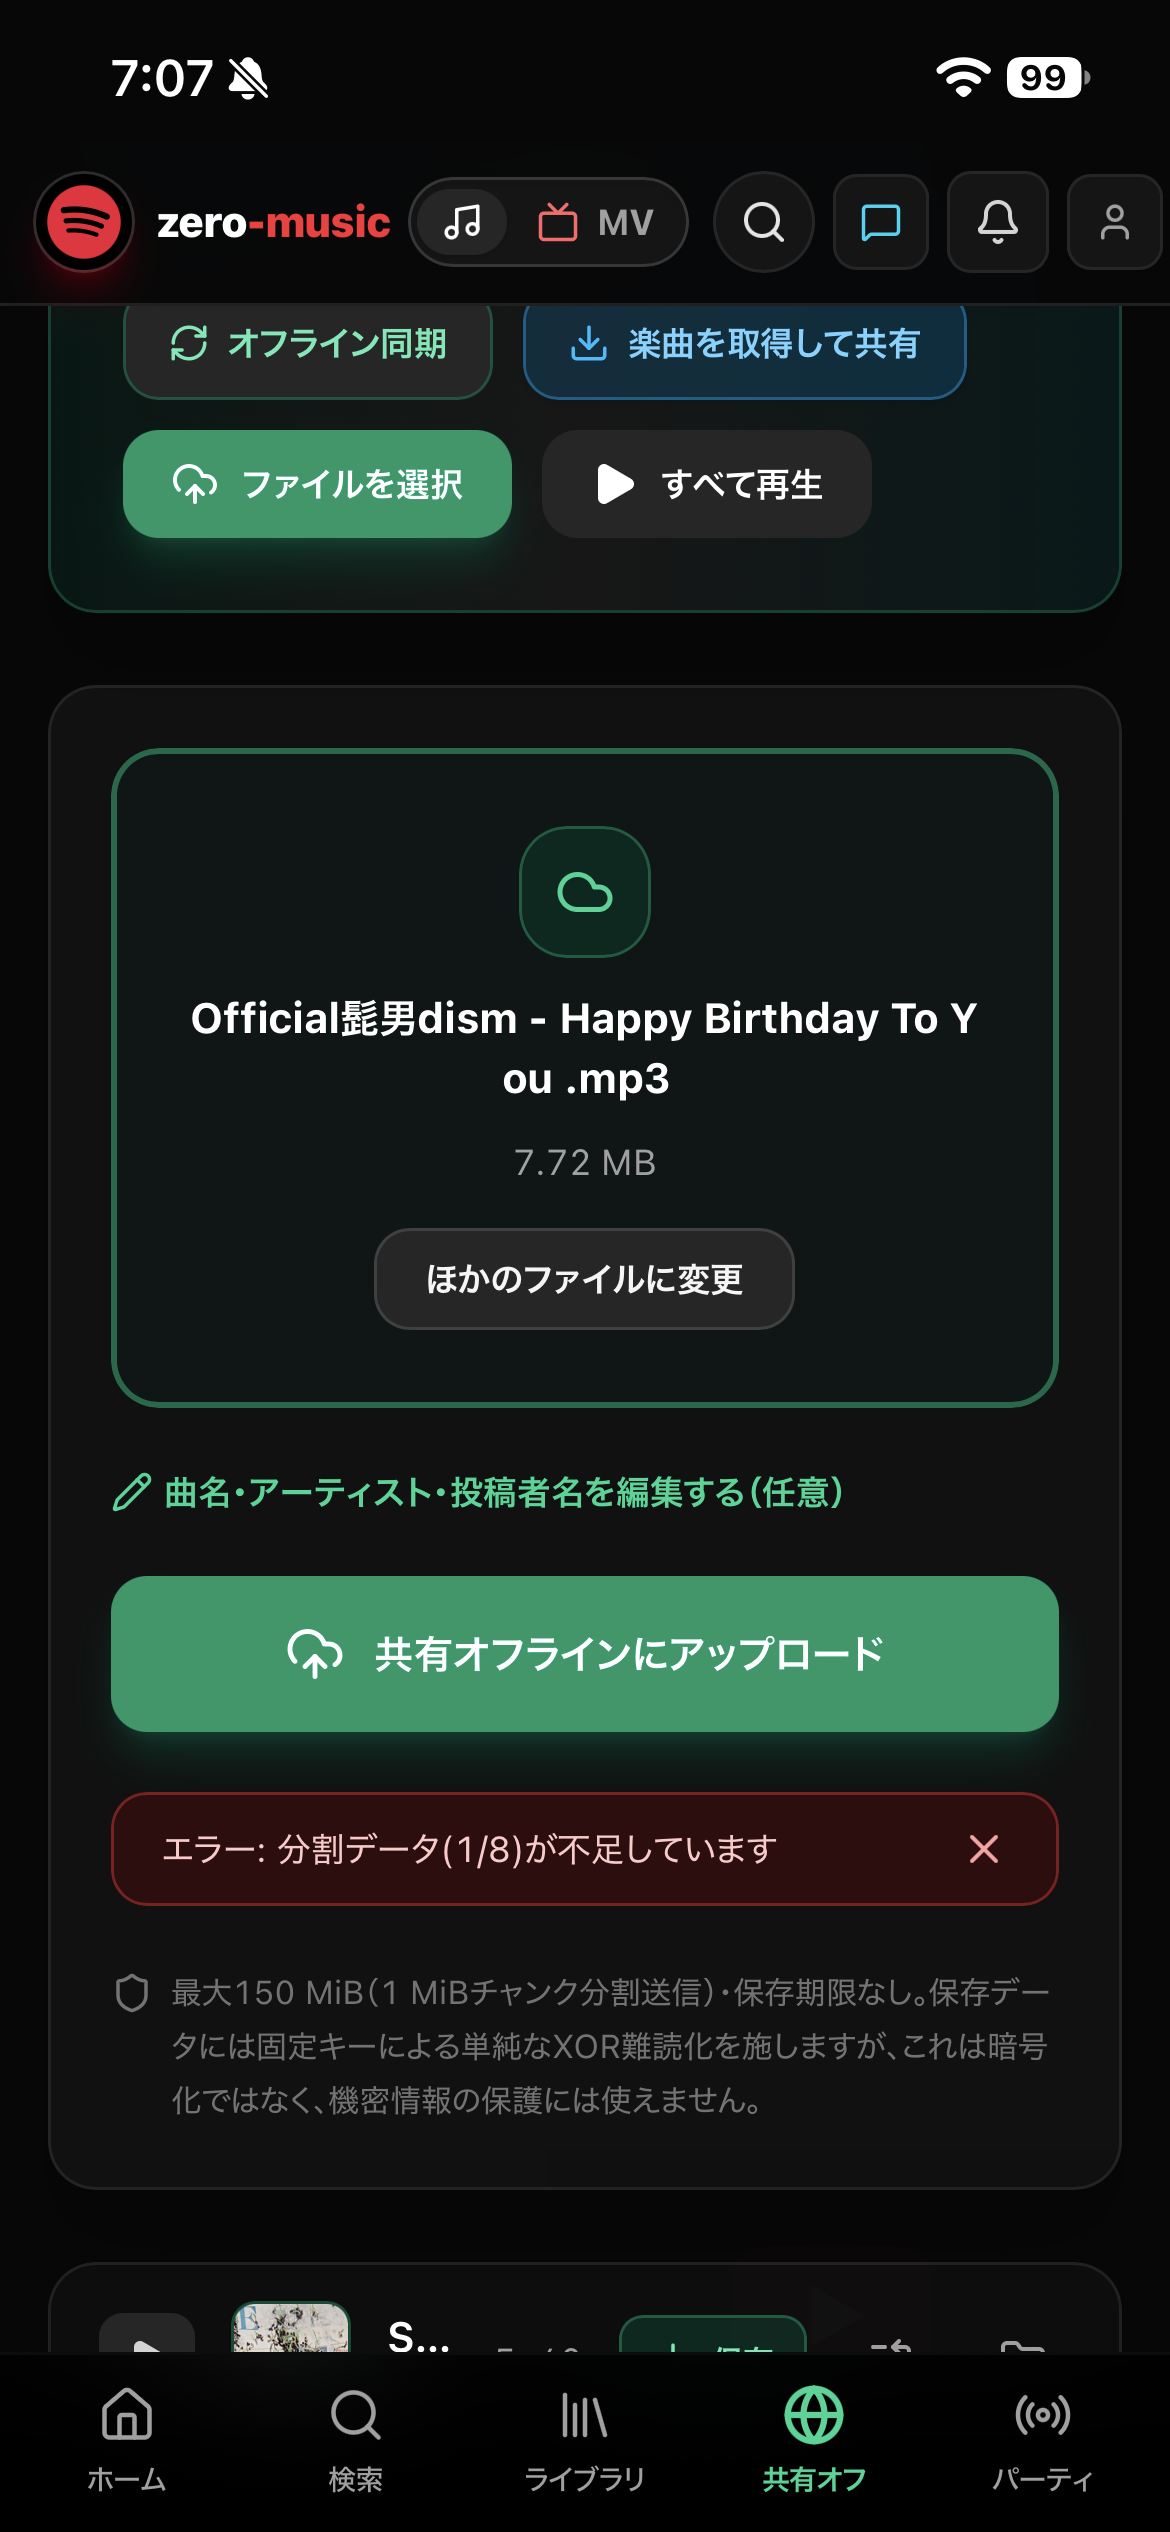 7:07
99
zero-music
MV
オフライン同期
楽曲を取得して共有
ファイルを選択
すべて再生
Official髭男dism - Happy Birthday To Y
ou .mp3
7.72 MB
ほかのファイルに変更
曲名・アーティスト・投稿者名を編集する(任意)
共有オフラインにアップロード
エラー: 分割データ(1/8)が不足しています
最大150 MiB(1 MiBチャンク分割送信)・保存期限なし。保存デー
タには固定キーによる単純なXOR難読化を施しますが、これは暗号
化ではなく、機密情報の保護には使えません。
S...
保存
ホーム
検索
ライブラリ
共有オフ
パーティ